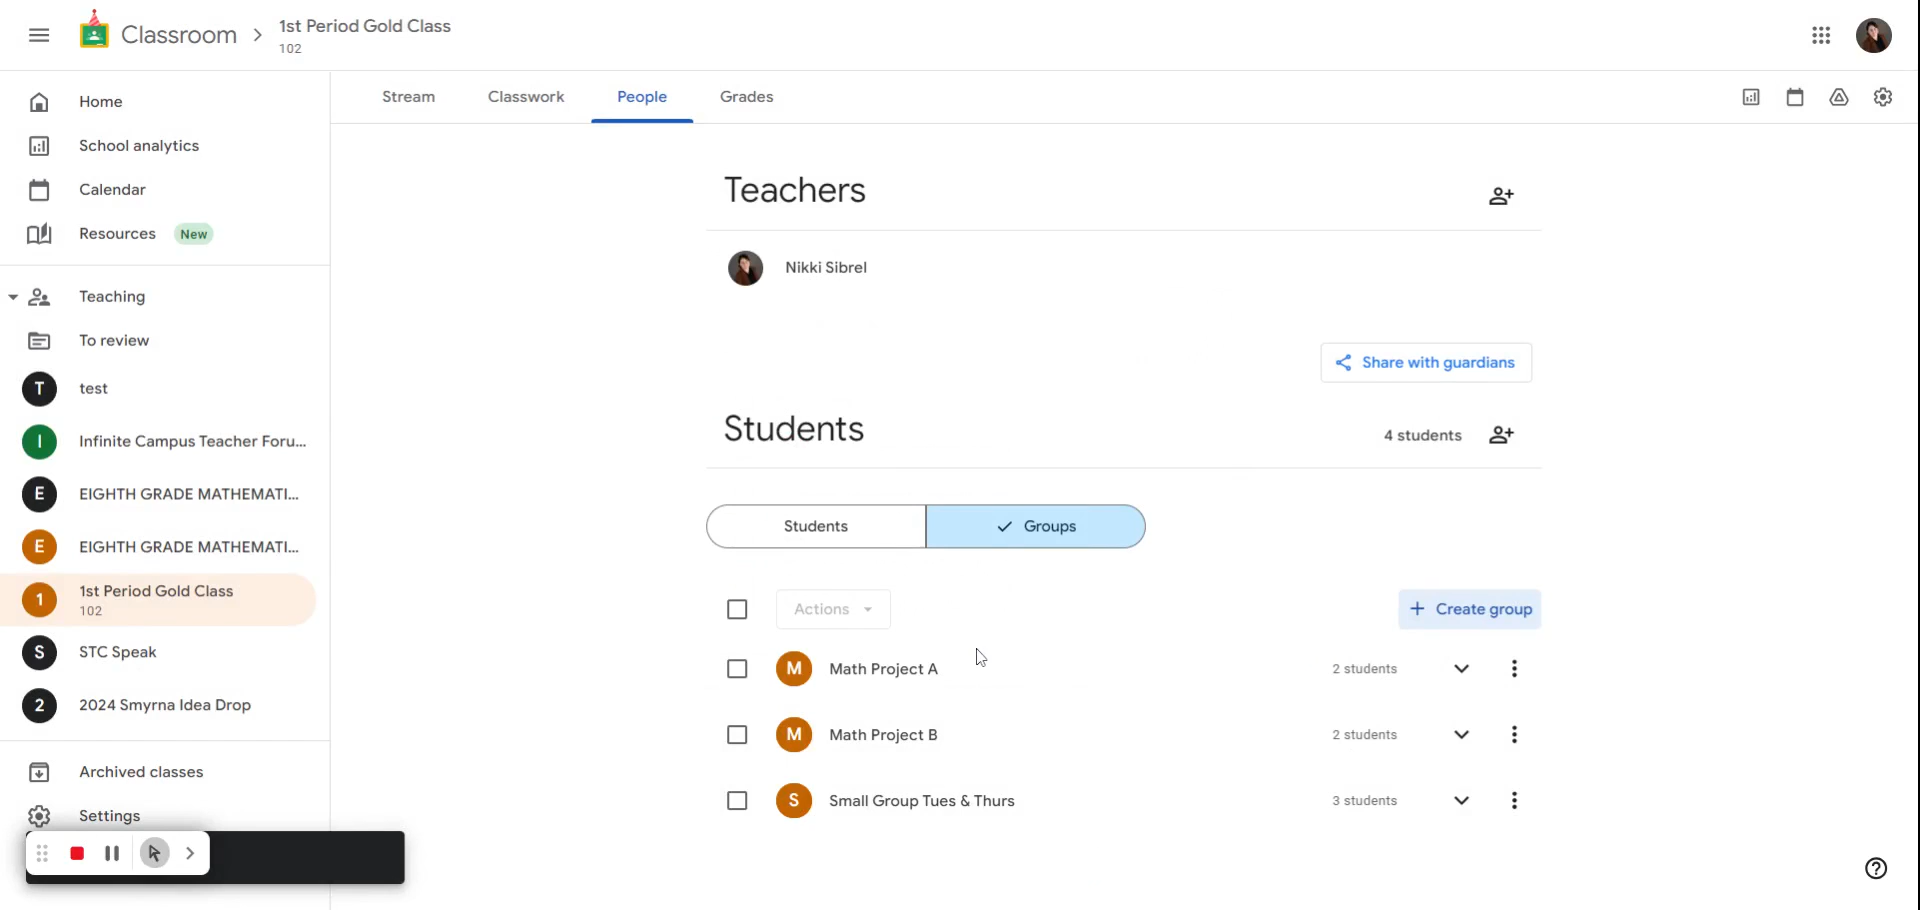 Classroom
1st Period Gold Class
102
Home
School analytics
Calendar
Resources New
Teaching
To review
T test
I Infinite Campus Teacher Foru...
E EIGHTH GRADE MATHEMATI...
E EIGHTH GRADE MATHEMATI...
1 1st Period Gold Class
102
S STC Speak
2 2024 Smyrna Idea Drop
Archived classes
Settings
Stream Classwork People Grades
Teachers
Nikki Sibrel
Share with guardians
Students 4 students
Students Groups
Actions + Create group
M Math Project A 2 students
M Math Project B 2 students
S Small Group Tues & Thurs 3 students